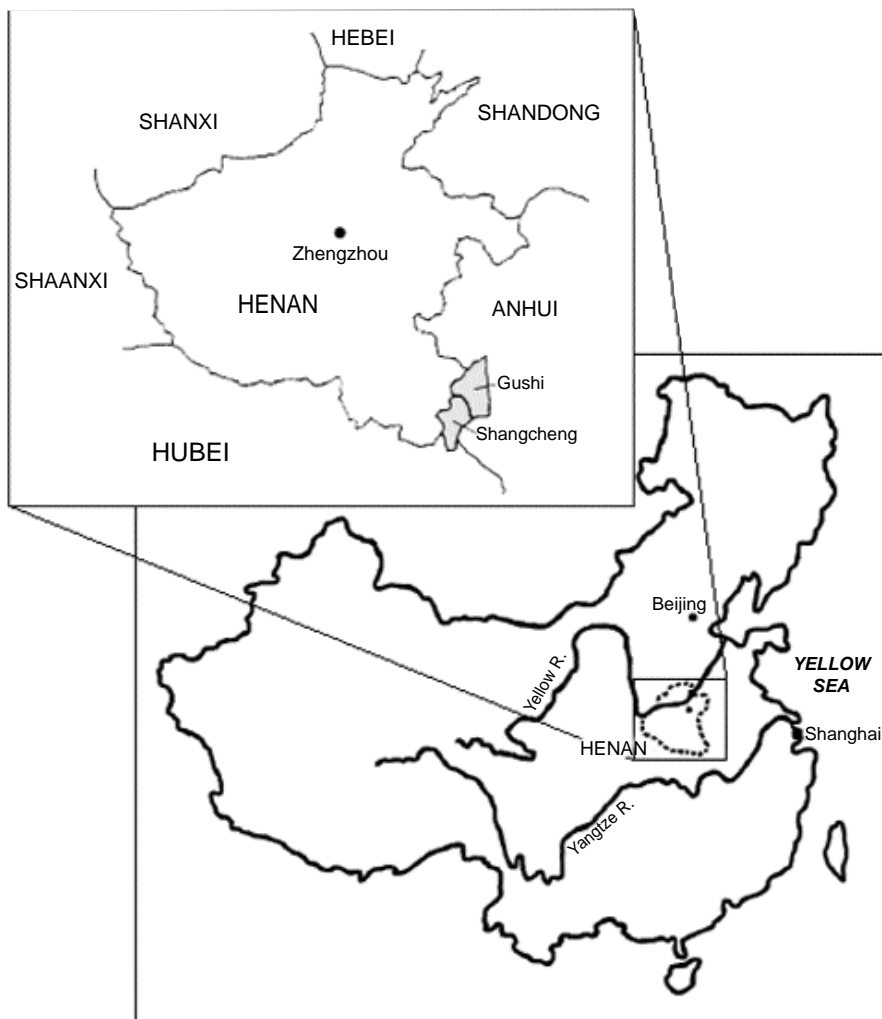 HEBEI
SHANXI
SHANDONG
Zhengzhou
SHAANXI
HENAN
ANHUI
Gushi
Shangcheng
HUBEI
Beijing
Yellow R.
YELLOW
SEA
Shanghai
HENAN
Yangtze R.